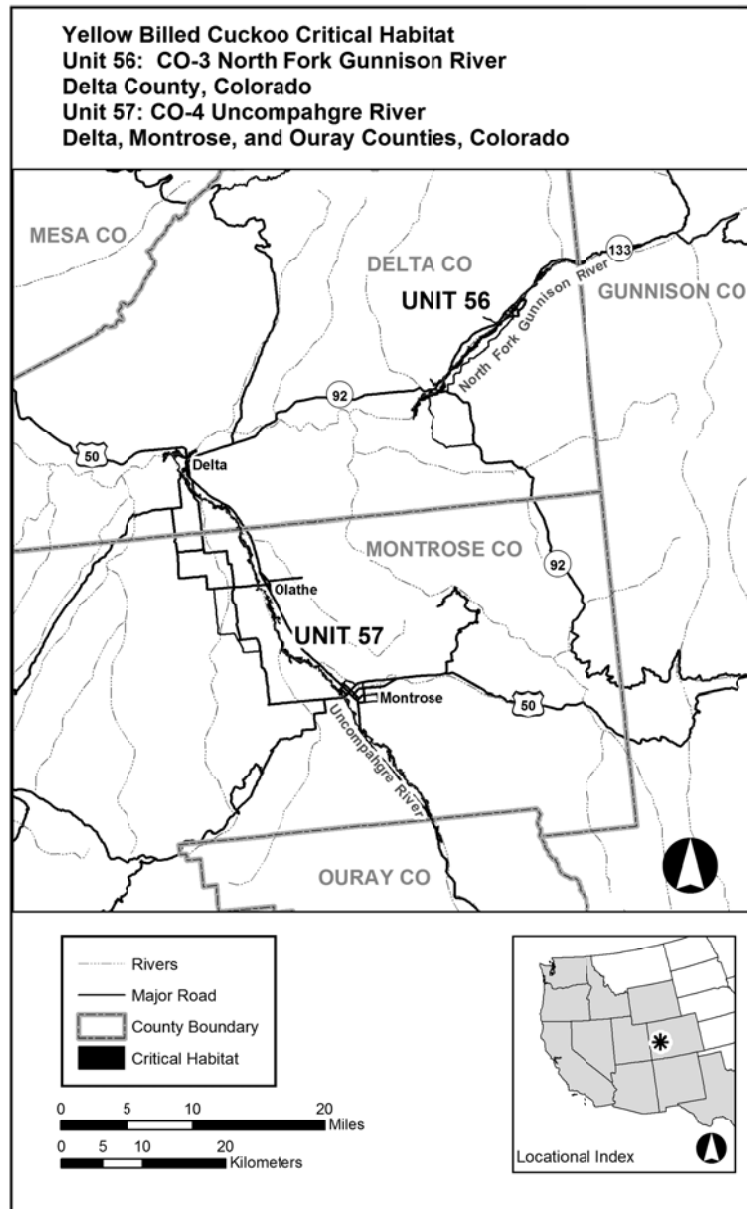 Yellow Billed Cuckoo Critical Habitat
Unit 56: CO-3 North Fork Gunnison River
Delta County, Colorado
Unit 57: CO-4 Uncompahgre River
Delta, Montrose, and Ouray Counties, Colorado
MESA CO
DELTA CO
133
GUNNISON CO
UNIT 56
North Fork Gunnison River
92
50
Delta
MONTROSE CO
92
Olathe
UNIT 57
Montrose
50
Uncompahgre River
OURAY CO
Rivers
Major Road
County Boundary
Critical Habitat
0 5 10 20
Miles
0 5 10 20
Kilometers
Locational Index